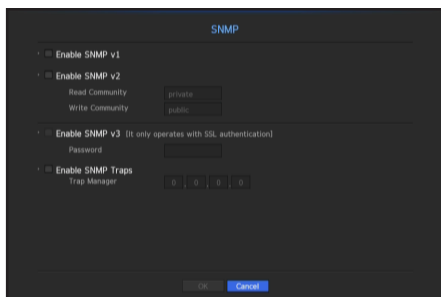 SNMP
Enable SNMP v1
Enable SNMP v2
Read Community private
Write Community public
Enable SNMP v3 (It only operates with SSL authentication)
Password
Enable SNMP Traps
Trap Manager 0 . 0 . 0 . 0
OK Cancel